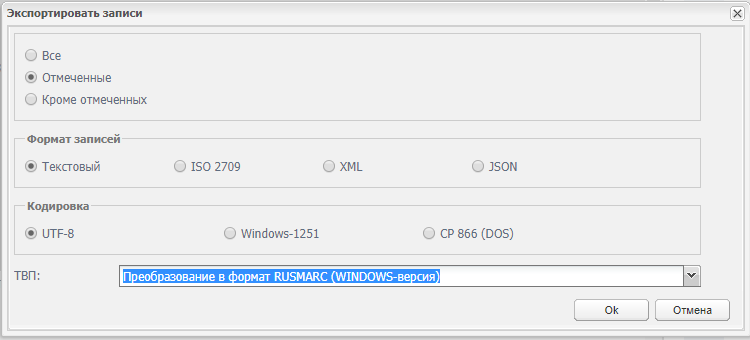 Экспортировать записи
Все
Отмеченные
Кроме отмеченных
Формат записей
Текстовый ISO 2709 XML JSON
Кодировка
UTF-8 Windows-1251 CP 866 (DOS)
ТВП: Преобразование в формат RUSMARC (WINDOWS-версия)
Ok Отмена